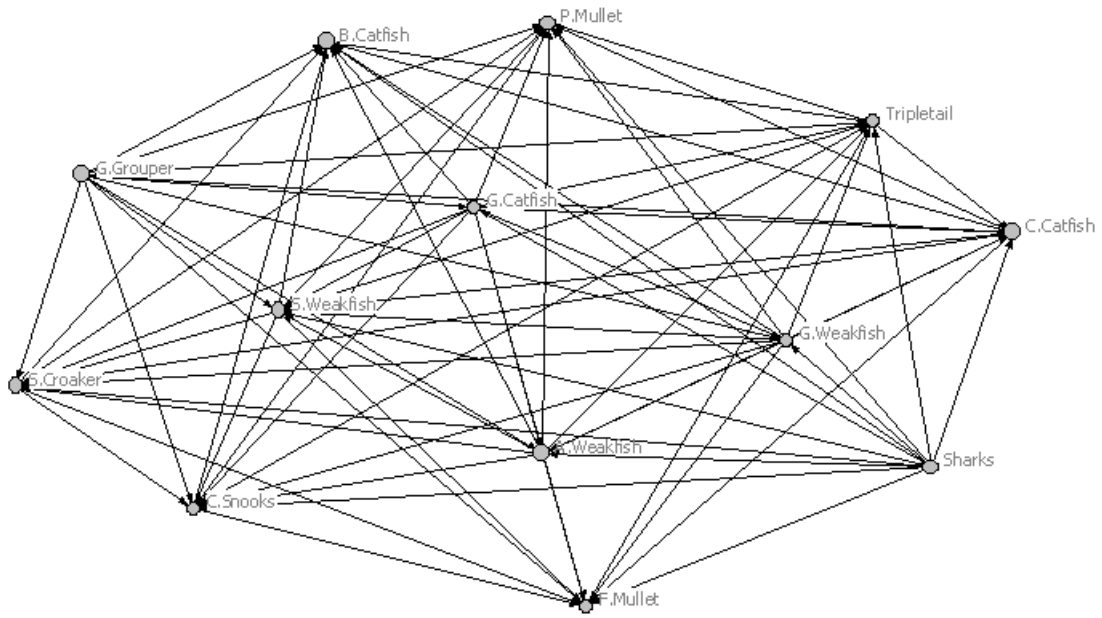 P.Mullet
B.Catfish
Tripletail
G.Grouper
G.Catfish
C.Catfish
S.Weakfish
G.Weakfish
S.Croaker
.Weakfish
Sharks
C.Snooks
F.Mullet